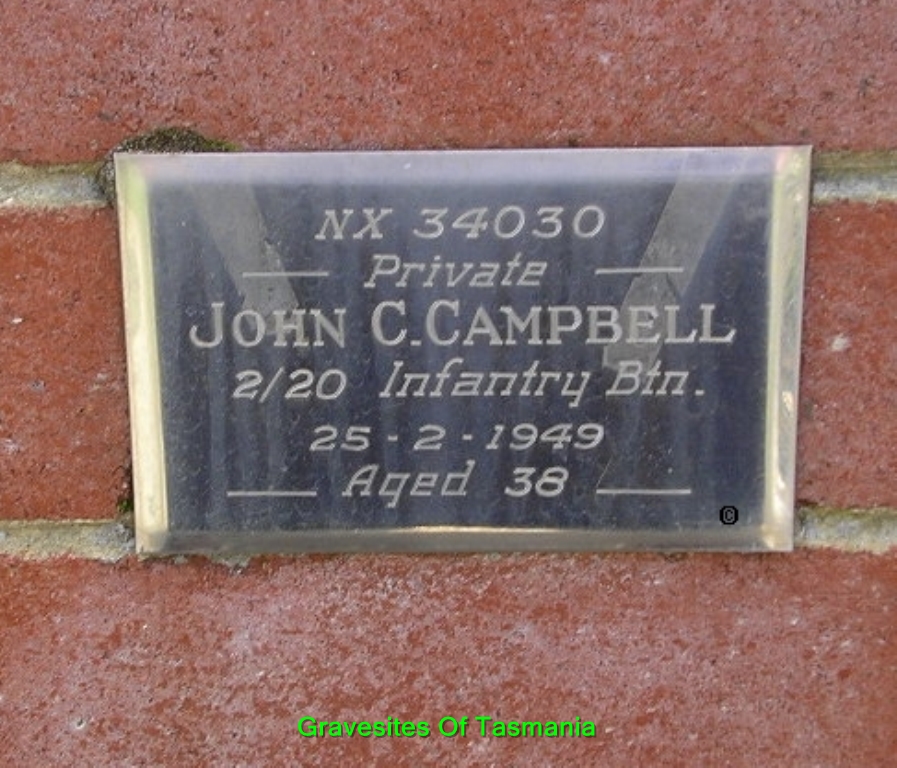 NX 34030
Private
JOHN C. CAMPBELL
2/20 Infantry Btn.
25 - 2 - 1949
Aged 38
©
Gravesites Of Tasmania